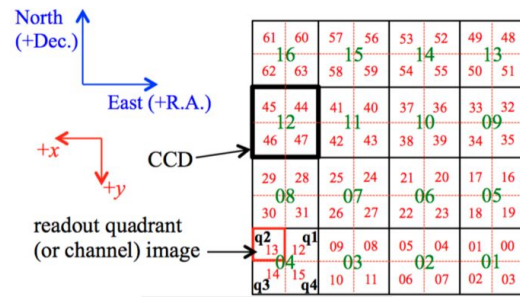 North
(+Dec.)
East (+R.A.)
+x
+y
CCD
readout quadrant
(or channel) image
61 60 57 56 53 52 49 48
16 15 14 13
62 63 58 59 54 55 50 51
45 44 41 40 37 36 33 32
12 11 10 09
46 47 42 43 38 39 34 35
29 28 25 24 21 20 17 16
08 07 06 05
30 31 26 27 22 23 18 19
q2 q1
13 12 09 08 05 04 01 00
04 03 02 01
14 15 10 11 06 07 02 03
q3 q4